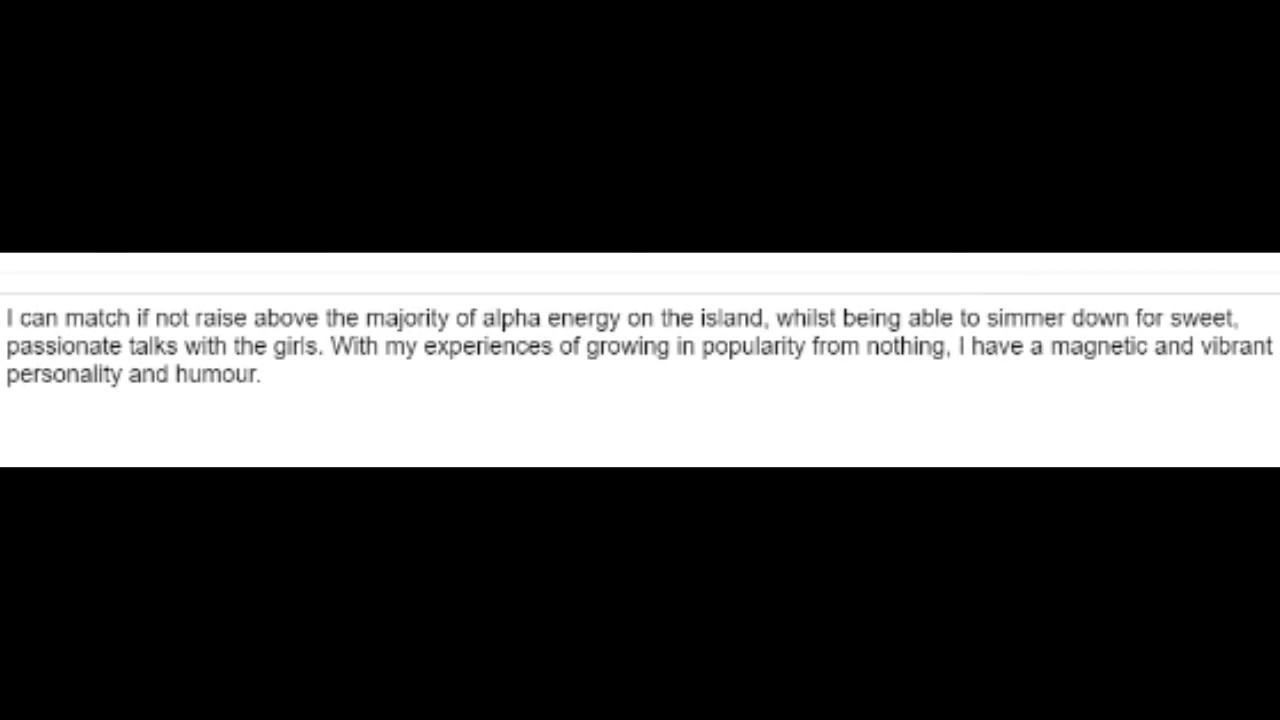 I can match if not raise above the majority of alpha energy on the island, whilst being able to simmer down for sweet,
passionate talks with the girls. With my experiences of growing in popularity from nothing, I have a magnetic and vibrant
personality and humour.